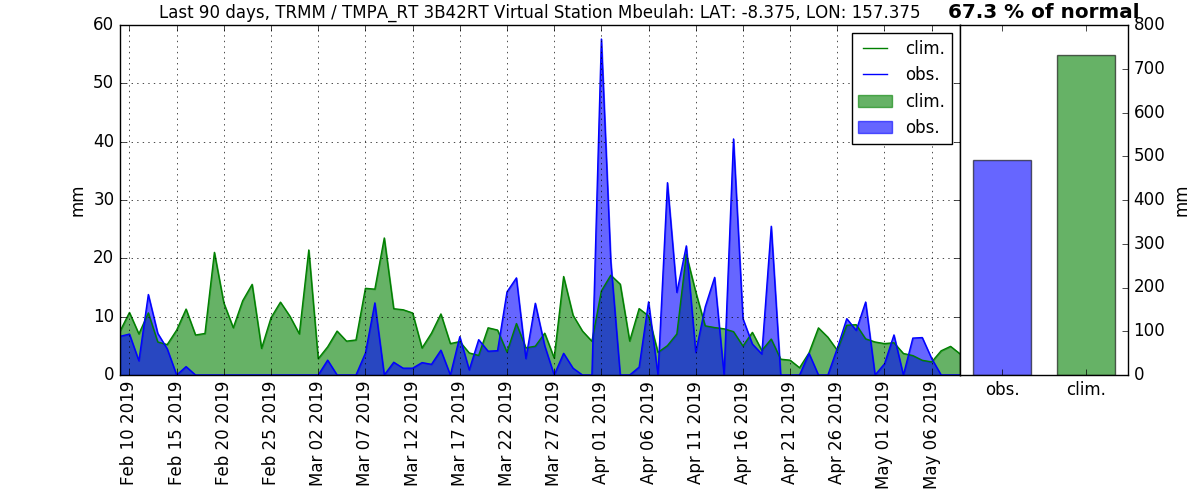 Last 90 days, TRMM / TMPA_RT 3B42RT Virtual Station Mbeulah: LAT: -8.375, LON: 157.375
67.3 % of normal
60
50
40
30
20
10
0
mm
clim.
obs.
clim.
obs.
800
700
600
500
400
300
200
100
0
mm
Feb 10 2019
Feb 15 2019
Feb 20 2019
Feb 25 2019
Mar 02 2019
Mar 07 2019
Mar 12 2019
Mar 17 2019
Mar 22 2019
Mar 27 2019
Apr 01 2019
Apr 06 2019
Apr 11 2019
Apr 16 2019
Apr 21 2019
Apr 26 2019
May 01 2019
May 06 2019
obs.
clim.